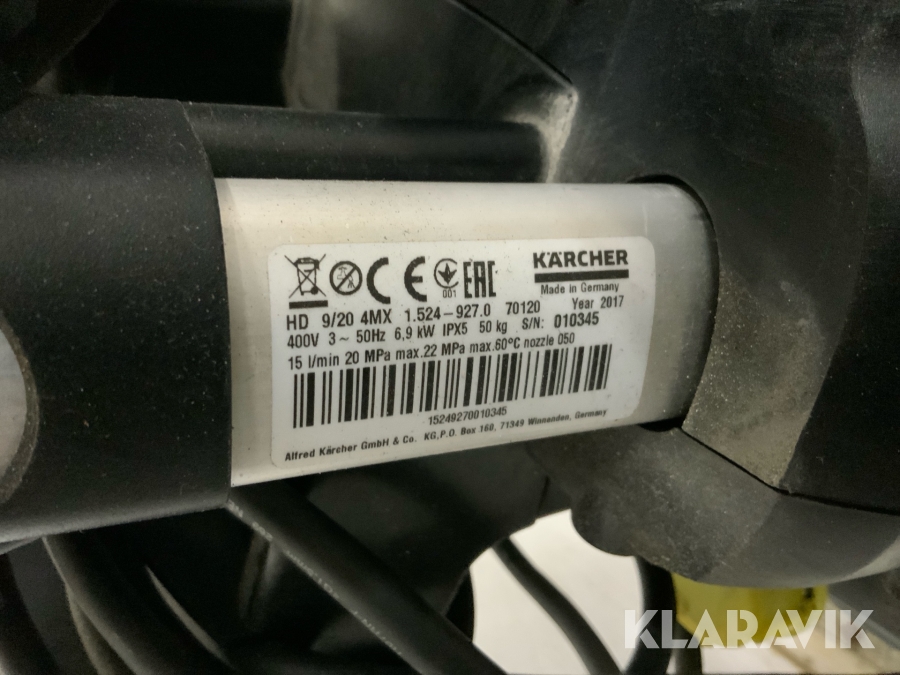 KÄRCHER
Made in Germany
001 EAC
HD 9/20 4MX 1.524-927.0 70120 Year 2017
400V 3~ 50Hz 6,9 kW IPX5 50 kg S/N: 010345
15 l/min 20 MPa max.22 MPa max.60°C nozzle 050
15249270010345
Alfred Kärcher GmbH & Co. KG,P.O. Box 160, 71349 Winnenden, Germany
KLARAVIK